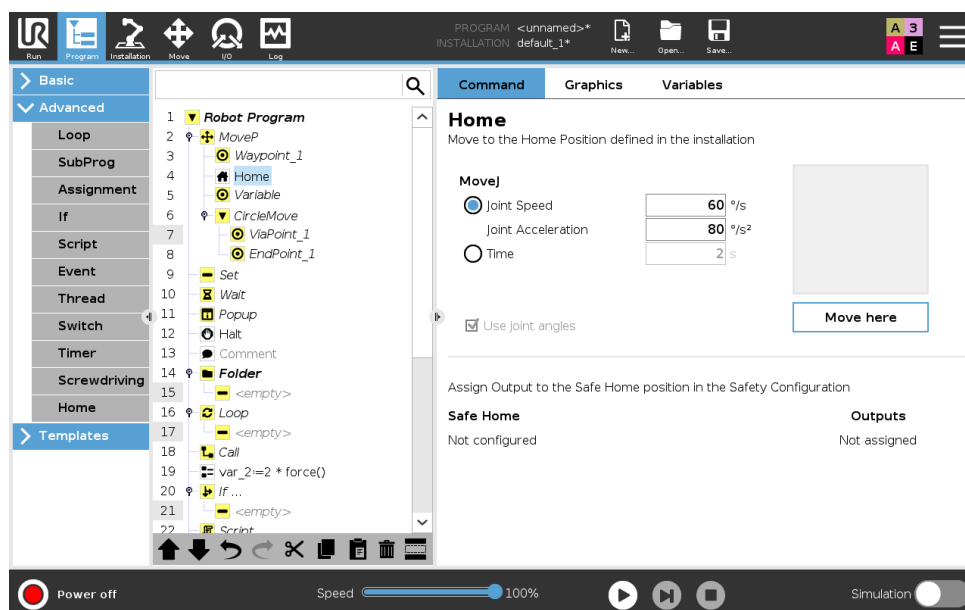 PROGRAM <unnamed>*
INSTALLATION default_1*
Run
Program
Installation
Move
I/O
Log
New...
Open...
Save...
A 3
A E
Basic
Advanced
Loop
SubProg
Assignment
If
Script
Event
Thread
Switch
Timer
Screwdriving
Home
Templates
1 Robot Program
2 MoveP
3 Waypoint_1
4 Home
5 Variable
6 CircleMove
7 ViaPoint_1
8 EndPoint_1
9 Set
10 Wait
11 Popup
12 Halt
13 Comment
14 Folder
15 <empty>
16 Loop
17 <empty>
18 Call
19 var_2:=2 * force()
20 If ...
21 <empty>
22 Script
Command Graphics Variables
Home
Move to the Home Position defined in the installation
MoveJ
Joint Speed 60 °/s
Joint Acceleration 80 °/s²
Time 2 s
Use joint angles
Move here
Assign Output to the Safe Home position in the Safety Configuration
Safe Home Outputs
Not configured Not assigned
Power off
Speed 100%
Simulation